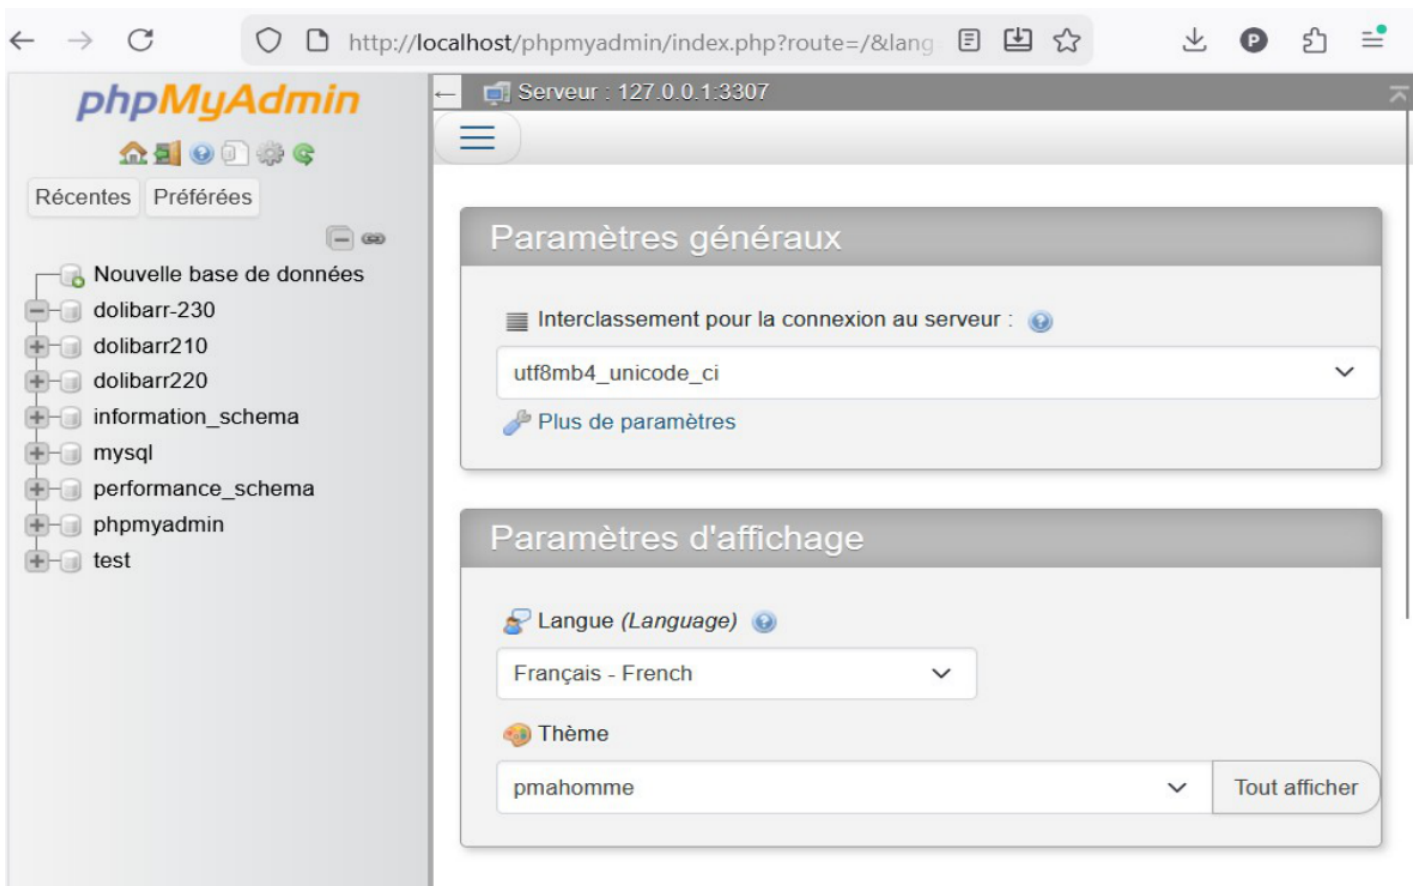 http://localhost/phpmyadmin/index.php?route=/&lang
P
phpMyAdmin
Récentes Préférées
Nouvelle base de données
dolibarr-230
dolibarr210
dolibarr220
information_schema
mysql
performance_schema
phpmyadmin
test
Serveur : 127.0.0.1:3307
Paramètres généraux
Interclassement pour la connexion au serveur :
utf8mb4_unicode_ci
Plus de paramètres
Paramètres d'affichage
Langue (Language)
Français - French
Thème
pmahomme
Tout afficher